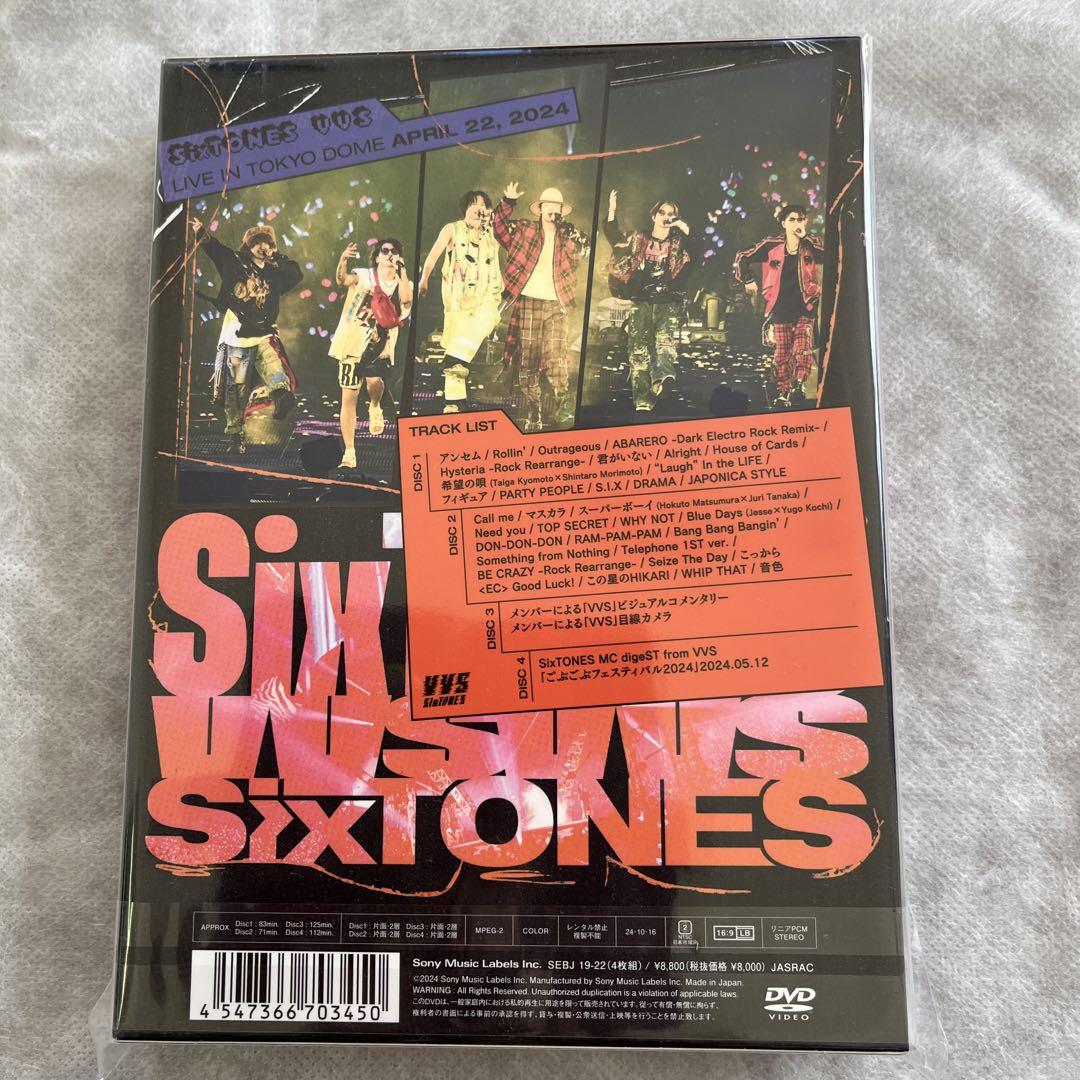 SixTONES VVS
LIVE IN TOKYO DOME APRIL 22, 2024
TRACK LIST
DISC 1
アンセム / Rollin' / Outrageous / ABARERO -Dark Electro Rock Remix- /
Hysteria -Rock Rearrange- / 君がいない / Alright / House of Cards /
希望の唄 (Taiga Kyomoto×Shintaro Morimoto) / “Laugh” In the LIFE /
フィギュア / PARTY PEOPLE / S.I.X / DRAMA / JAPONICA STYLE
DISC 2
Call me / マスカラ / スーパーボーイ (Hokuto Matsumura×Juri Tanaka) /
Need you / TOP SECRET / WHY NOT / Blue Days (Jesse×Yugo Kochi) /
DON-DON-DON / RAM-PAM-PAM / Bang Bang Bangin' /
Something from Nothing / Telephone 1ST ver. /
BE CRAZY -Rock Rearrange- / Seize The Day / こっから
<EC> Good Luck! / この星のHIKARI / WHIP THAT / 音色
DISC 3
メンバーによる「VVS」ビジュアルコメンタリー
メンバーによる「VVS」目線カメラ
DISC 4
SixTONES MC digeST from VVS
「ごぶごぶフェスティバル2024」2024.05.12
VVS
SixTONES
Six
SixTONES
APPROX
Disc1 : 83min. Disc3 : 125min.
Disc2 : 71min. Disc4 : 112min.
Disc1 : 片面・2層 Disc3 : 片面・2層
Disc2 : 片面・2層 Disc4 : 片面・2層
MPEG-2
COLOR
レンタル禁止
複製不能
24・10・16
2
NTSC
日本市場向
16:9 LB
リニアPCM
STEREO
Sony Music Labels Inc. SEBJ 19-22(4枚組) / ¥8,800(税抜価格 ¥8,000) JASRAC
©2024 Sony Music Labels Inc. Manufactured by Sony Music Labels Inc. Made in Japan.
WARNING : All Rights Reserved. Unauthorized duplication is a violation of applicable laws.
このDVDは、一般家庭内における私的再生に用途を限って販売されています。従って有償・無償に拘らず、
権利者の書面による事前の承認を得ず、貸与・複製・公衆送信・上映等を行うことを禁止致します。
DVD
VIDEO
4 547366 703450